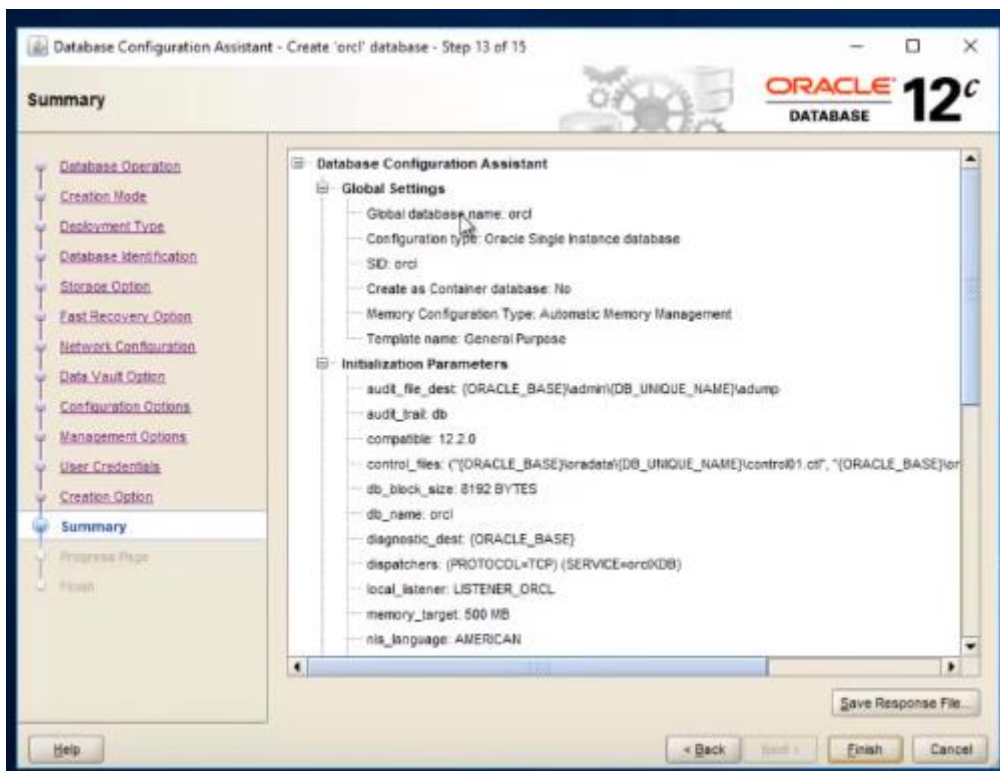 Database Configuration Assistant - Create 'orcl' database - Step 13 of 15
Summary
ORACLE
DATABASE
12c
Database Operation
Creation Mode
Deployment Type
Database Identification
Storage Option
Fast Recovery Option
Network Configuration
Data Vault Option
Configuration Options
Management Options
User Credentials
Creation Option
Summary
Progress Page
Finish
Database Configuration Assistant
Global Settings
Global database name: orcl
Configuration type: Oracle Single Instance database
SID: orcl
Create as Container database: No
Memory Configuration Type: Automatic Memory Management
Template name: General Purpose
Initialization Parameters
audit_file_dest: {ORACLE_BASE}\admin\{DB_UNIQUE_NAME}\adump
audit_trail: db
compatible: 12.2.0
control_files: ("{ORACLE_BASE}\oradata\{DB_UNIQUE_NAME}\control01.ctl", "{ORACLE_BASE}\or
db_block_size: 8192 BYTES
db_name: orcl
diagnostic_dest: {ORACLE_BASE}
dispatchers: (PROTOCOL=TCP) (SERVICE=orclXDB)
local_listener: LISTENER_ORCL
memory_target: 500 MB
nls_language: AMERICAN
Save Response File...
Help
< Back
Next >
Finish
Cancel